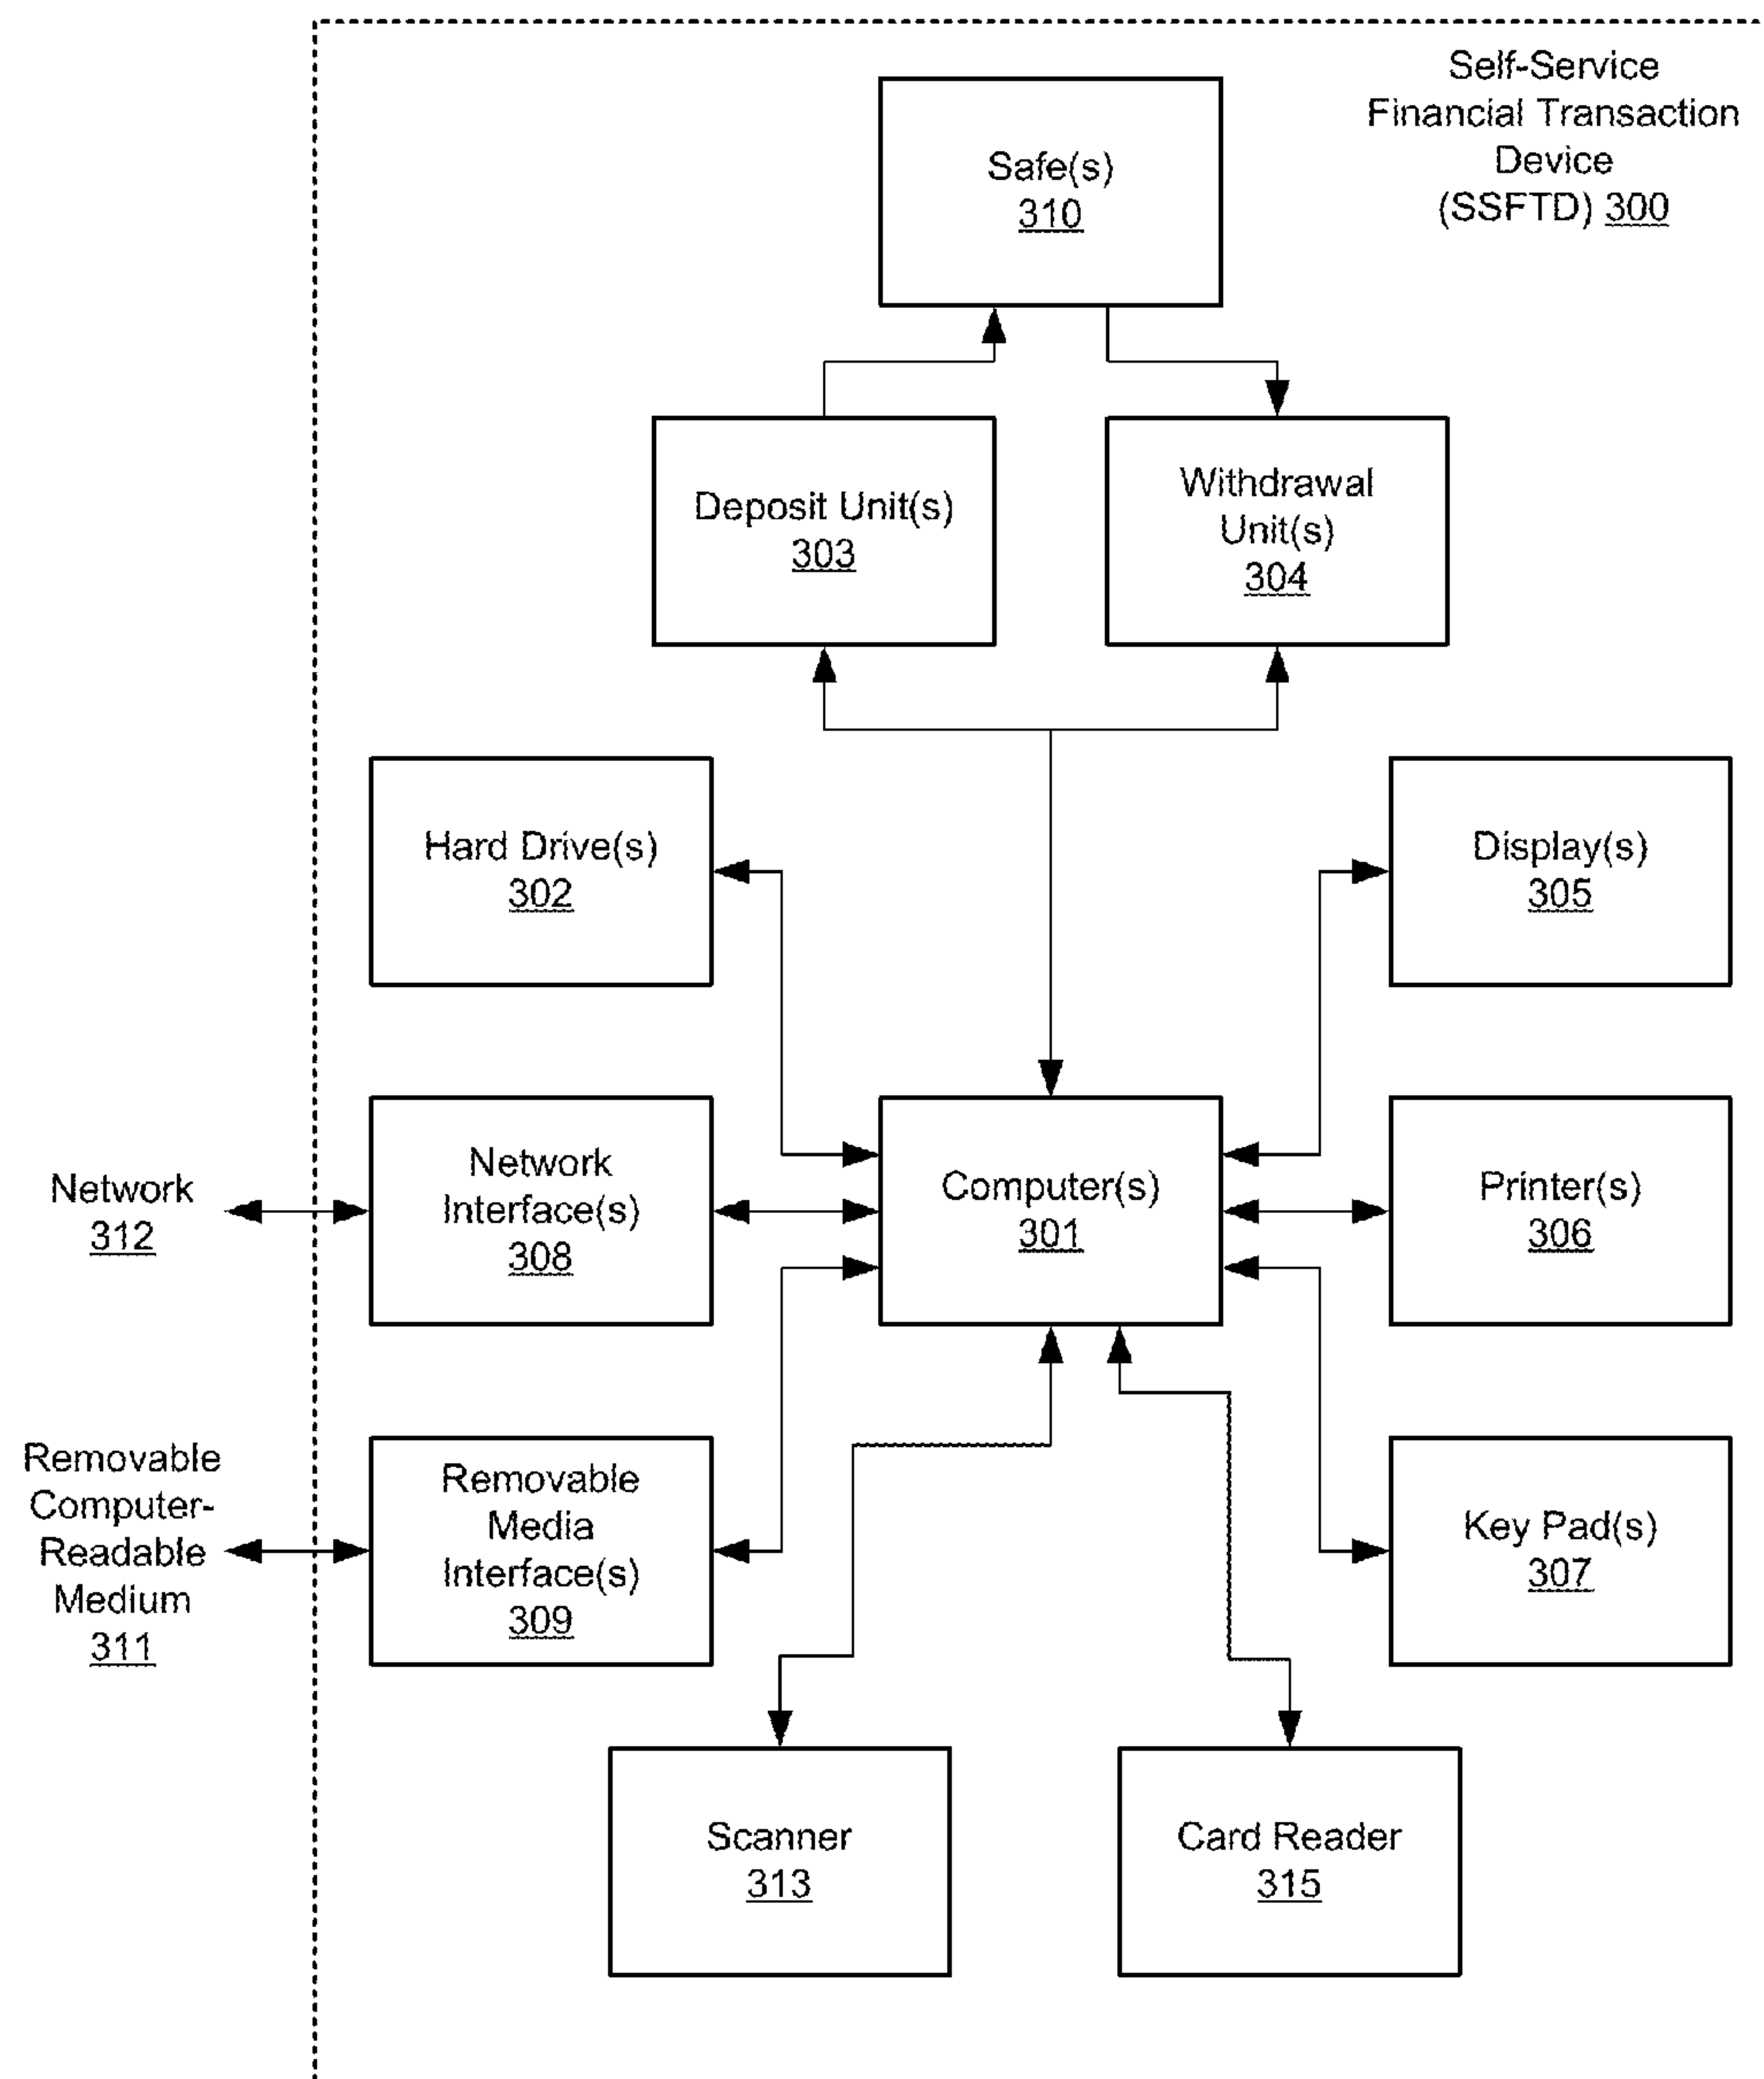 Self-Service
Financial Transaction
Device
(SSFTD) 300
Safe(s)
310
Deposit Unit(s)
303
Withdrawal
Unit(s)
304
Hard Drive(s)
302
Display(s)
305
Network
312
Network
Interface(s)
308
Computer(s)
301
Printer(s)
306
Removable
Computer-
Readable
Medium
311
Removable
Media
Interface(s)
309
Key Pad(s)
307
Scanner
313
Card Reader
315